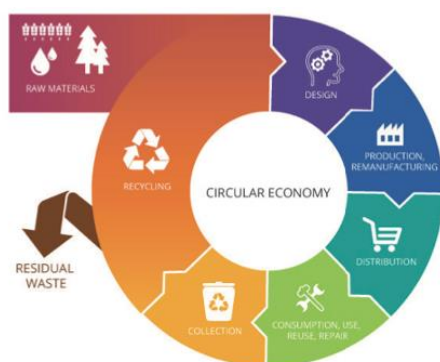 RAW MATERIALS
DESIGN
PRODUCTION,
REMANUFACTURING
RECYCLING
CIRCULAR ECONOMY
DISTRIBUTION
RESIDUAL
WASTE
COLLECTION
CONSUMPTION, USE,
REUSE, REPAIR